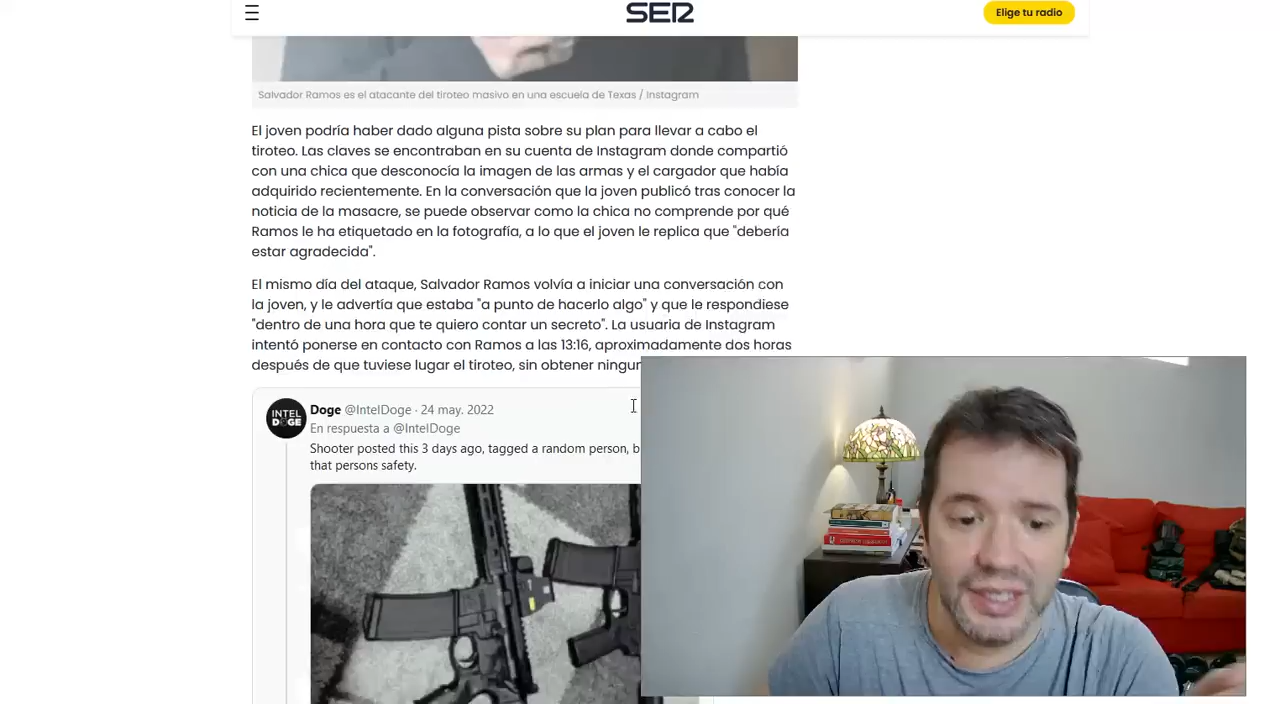 SER
Elige tu radio
Salvador Ramos es el atacante del tiroteo masivo en una escuela de Texas / Instagram
El joven podría haber dado alguna pista sobre su plan para llevar a cabo el
tiroteo. Las claves se encontraban en su cuenta de Instagram donde compartió
con una chica que desconocía la imagen de las armas y el cargador que había
adquirido recientemente. En la conversación que la joven publicó tras conocer la
noticia de la masacre, se puede observar como la chica no comprende por qué
Ramos le ha etiquetado en la fotografía, a lo que el joven le replica que "debería
estar agradecida".
El mismo día del ataque, Salvador Ramos volvía a iniciar una conversación con
la joven, y le advertía que estaba "a punto de hacerlo algo" y que le respondiese
"dentro de una hora que te quiero contar un secreto". La usuaria de Instagram
intentó ponerse en contacto con Ramos a las 13:16, aproximadamente dos horas
después de que tuviese lugar el tiroteo, sin obtener ningun
INTEL
DOGE
Doge @IntelDoge · 24 may. 2022
En respuesta a @IntelDoge
Shooter posted this 3 days ago, tagged a random person, b
that persons safety.